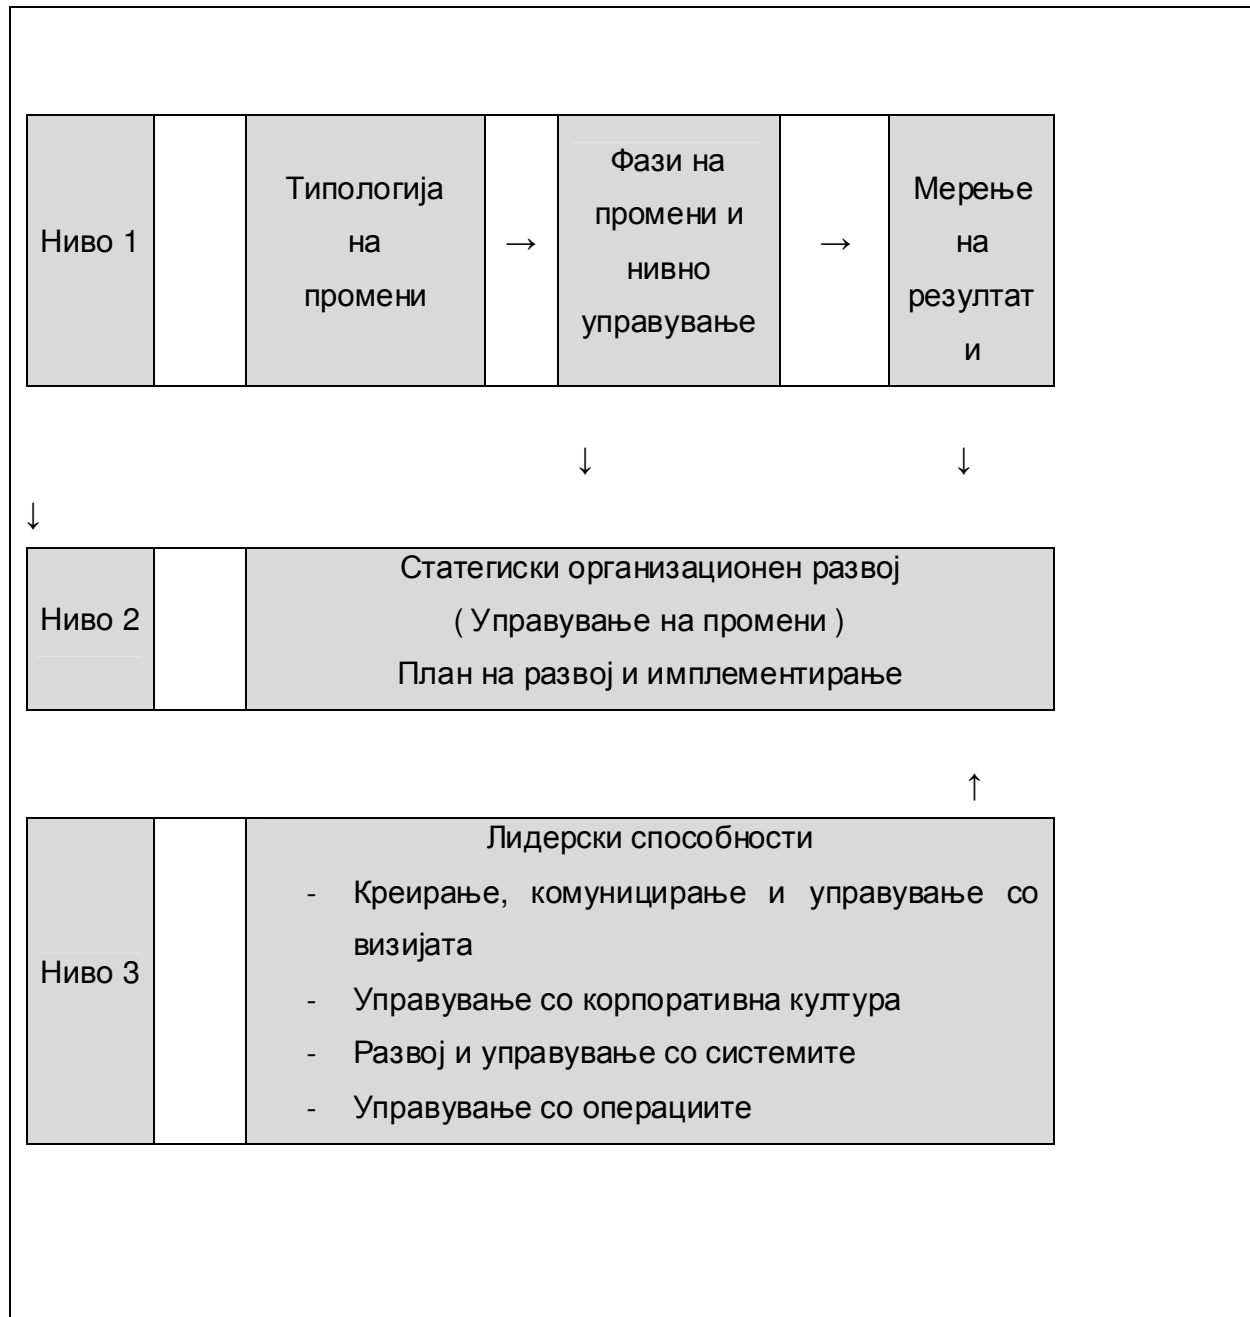 Ниво 1
Типологија
на
промени
→
Фази на
промени и
нивно
управување
→
Мерење
на
резултат
и
↓ ↓
↓
Ниво 2
Статегиски организационен развој
( Управување на промени )
План на развој и имплементирање
↑
Ниво 3
Лидерски способности
- Креирање, комуницирање и управување со
визијата
- Управување со корпоративна култура
- Развој и управување со системите
- Управување со операциите